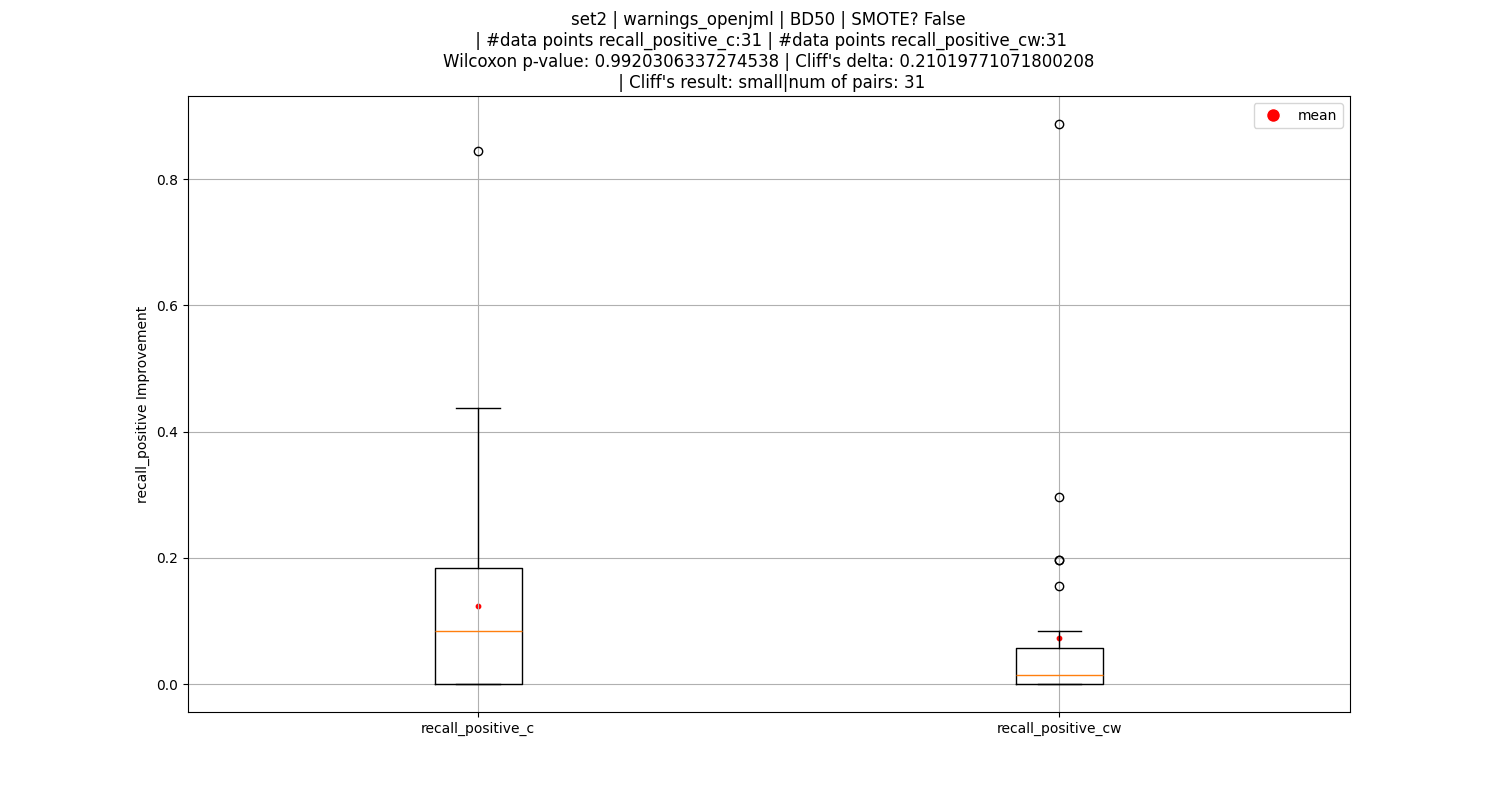 set2 | warnings_openjml | BD50 | SMOTE? False
| #data points recall_positive_c:31 | #data points recall_positive_cw:31
Wilcoxon p-value: 0.9920306337274538 | Cliff's delta: 0.21019771071800208
| Cliff's result: small|num of pairs: 31
mean
0.8
0.6
0.4
0.2
0.0
recall_positive Improvement
recall_positive_c
recall_positive_cw